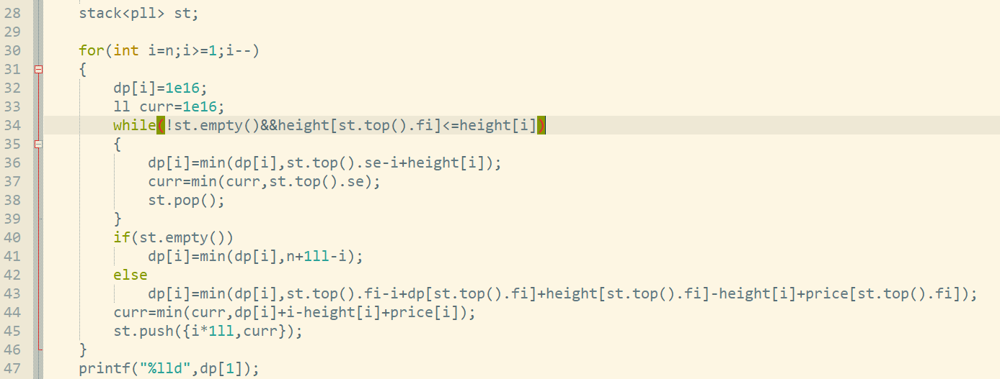 28 stack<pll> st;
29
30 for(int i=n;i>=1;i--)
31 {
32 dp[i]=1e16;
33 ll curr=1e16;
34 while(!st.empty()&&height[st.top().fi]<=height[i])
35 {
36 dp[i]=min(dp[i],st.top().se-i+height[i]);
37 curr=min(curr,st.top().se);
38 st.pop();
39 }
40 if(st.empty())
41 dp[i]=min(dp[i],n+1ll-i);
42 else
43 dp[i]=min(dp[i],st.top().fi-i+dp[st.top().fi]+height[st.top().fi]-height[i]+price[st.top().fi]);
44 curr=min(curr,dp[i]+i-height[i]+price[i]);
45 st.push({i*1ll,curr});
46 }
47 printf("%lld",dp[1]);